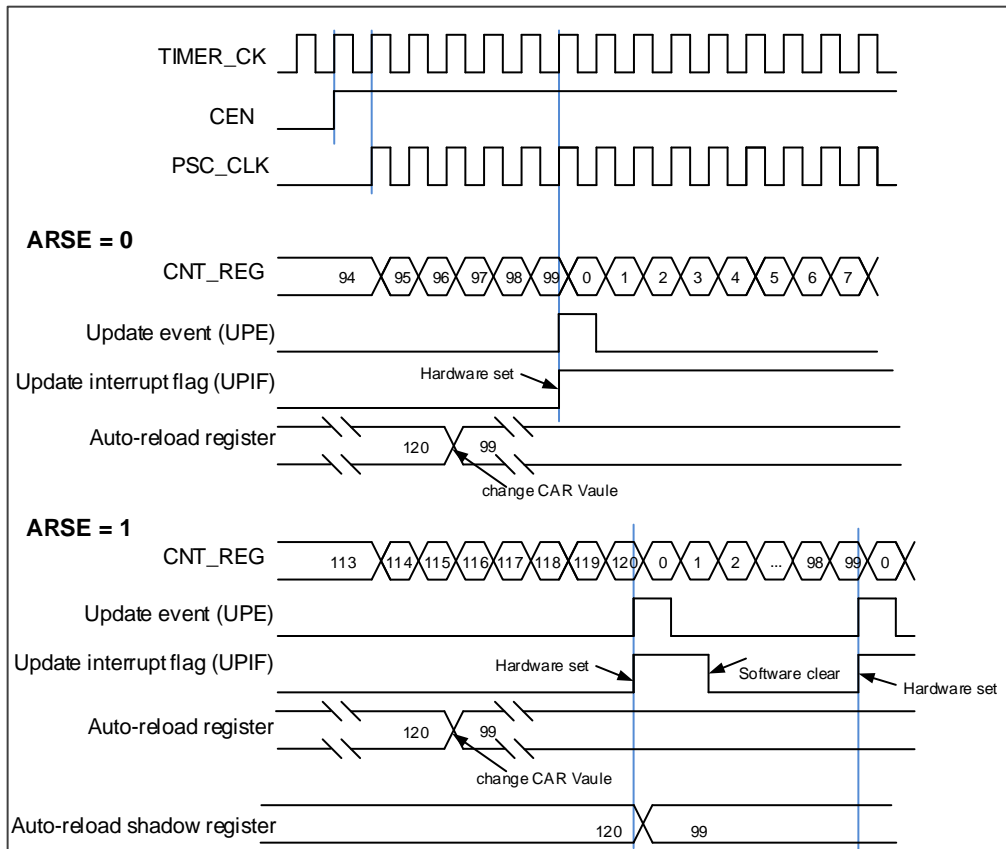 TIMER_CK
CEN
PSC_CLK
ARSE = 0
CNT_REG 94 95 96 97 98 99 0 1 2 3 4 5 6 7
Update event (UPE)
Hardware set
Update interrupt flag (UPIF)
Auto-reload register 120 99
change CAR Vaule
ARSE = 1
CNT_REG 113 114 115 116 117 118 119 120 0 1 2 ... 98 99 0
Update event (UPE)
Update interrupt flag (UPIF) Hardware set Software clear Hardware set
Auto-reload register 120 99
change CAR Vaule
Auto-reload shadow register 120 99